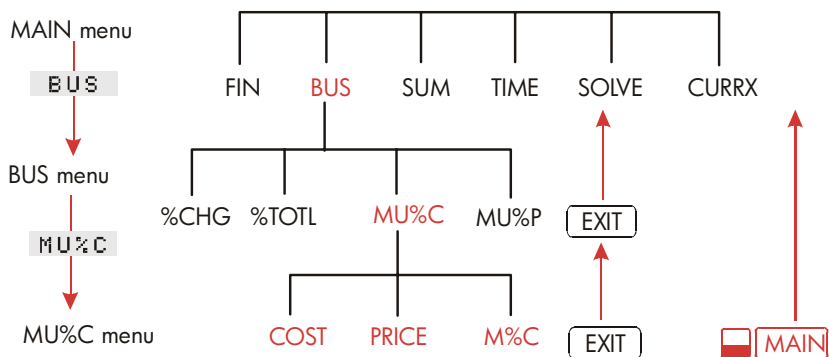 MAIN menu
BUS
BUS menu
MU%C
MU%C menu
FIN BUS SUM TIME SOLVE CURRX
%CHG %TOTL MU%C MU%P EXIT
COST PRICE M%C EXIT MAIN